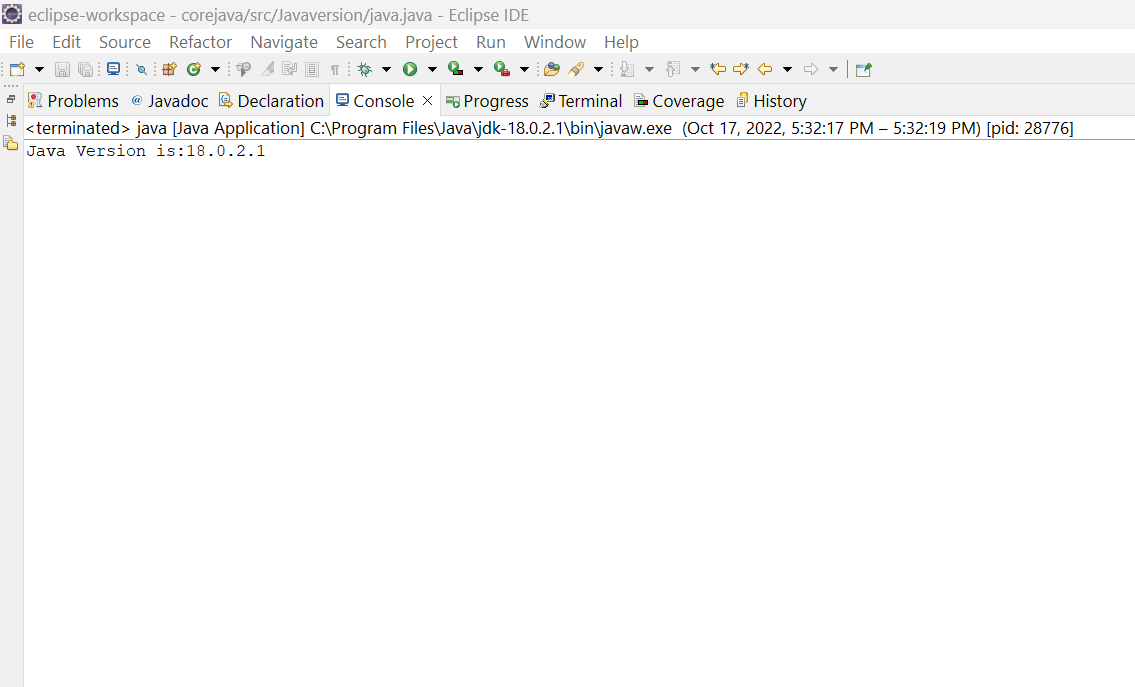 eclipse-workspace - corejava/src/Javaversion/java.java - Eclipse IDE
File Edit Source Refactor Navigate Search Project Run Window Help
Problems @ Javadoc Declaration Console Progress Terminal Coverage History
<terminated> java [Java Application] C:\Program Files\Java\jdk-18.0.2.1\bin\javaw.exe (Oct 17, 2022, 5:32:17 PM – 5:32:19 PM) [pid: 28776]
Java Version is:18.0.2.1